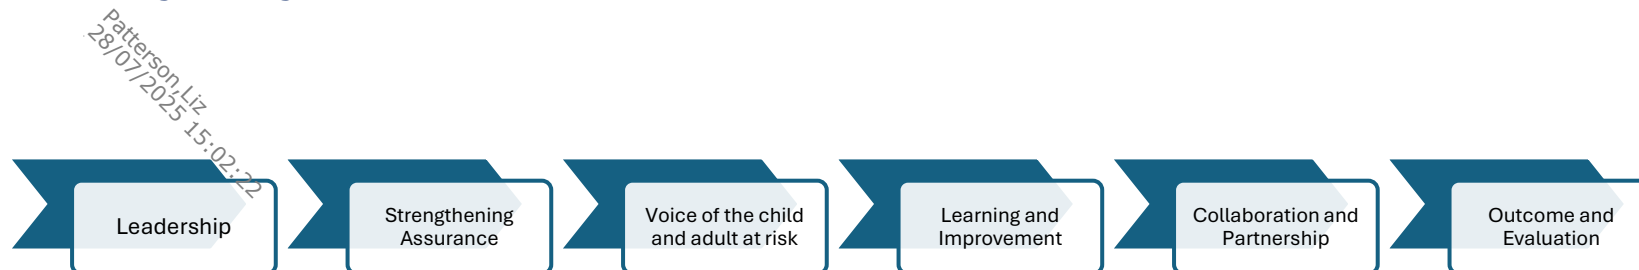 Patterson,Liz
28/07/2025 15:02:22
Leadership
Strengthening
Assurance
Voice of the child
and adult at risk
Learning and
Improvement
Collaboration and
Partnership
Outcome and
Evaluation